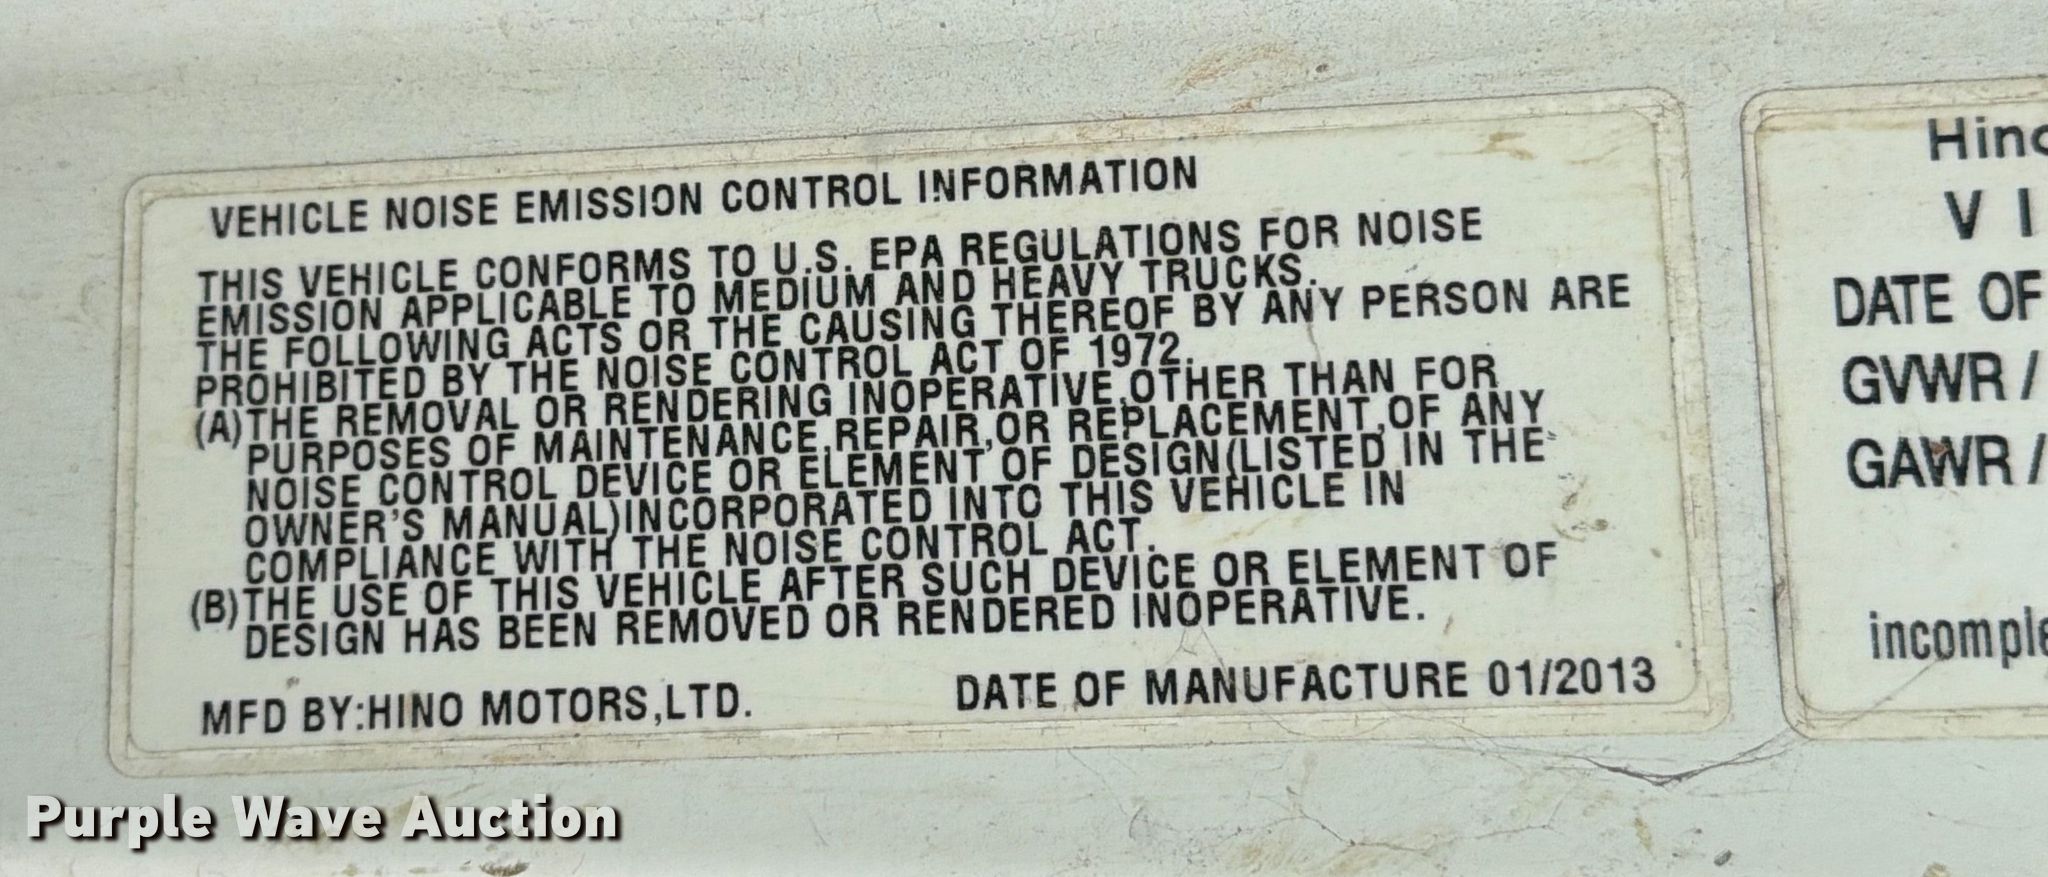 VEHICLE NOISE EMISSION CONTROL INFORMATION
THIS VEHICLE CONFORMS TO U.S. EPA REGULATIONS FOR NOISE
EMISSION APPLICABLE TO MEDIUM AND HEAVY TRUCKS.
THE FOLLOWING ACTS OR THE CAUSING THEREOF BY ANY PERSON ARE
PROHIBITED BY THE NOISE CONTROL ACT OF 1972.
(A)THE REMOVAL OR RENDERING INOPERATIVE,OTHER THAN FOR
PURPOSES OF MAINTENANCE,REPAIR,OR REPLACEMENT,OF ANY
NOISE CONTROL DEVICE OR ELEMENT OF DESIGN(LISTED IN THE
OWNER'S MANUAL)INCORPORATED INTO THIS VEHICLE IN
COMPLIANCE WITH THE NOISE CONTROL ACT.
(B)THE USE OF THIS VEHICLE AFTER SUCH DEVICE OR ELEMENT OF
DESIGN HAS BEEN REMOVED OR RENDERED INOPERATIVE.
MFD BY:HINO MOTORS,LTD. DATE OF MANUFACTURE 01/2013
V I
DATE OF
GVWR /
GAWR /
Purple Wave Auction